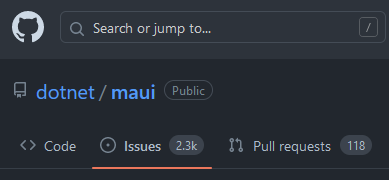 Search or jump to... /
dotnet / maui Public
Code Issues 2.3k Pull requests 118